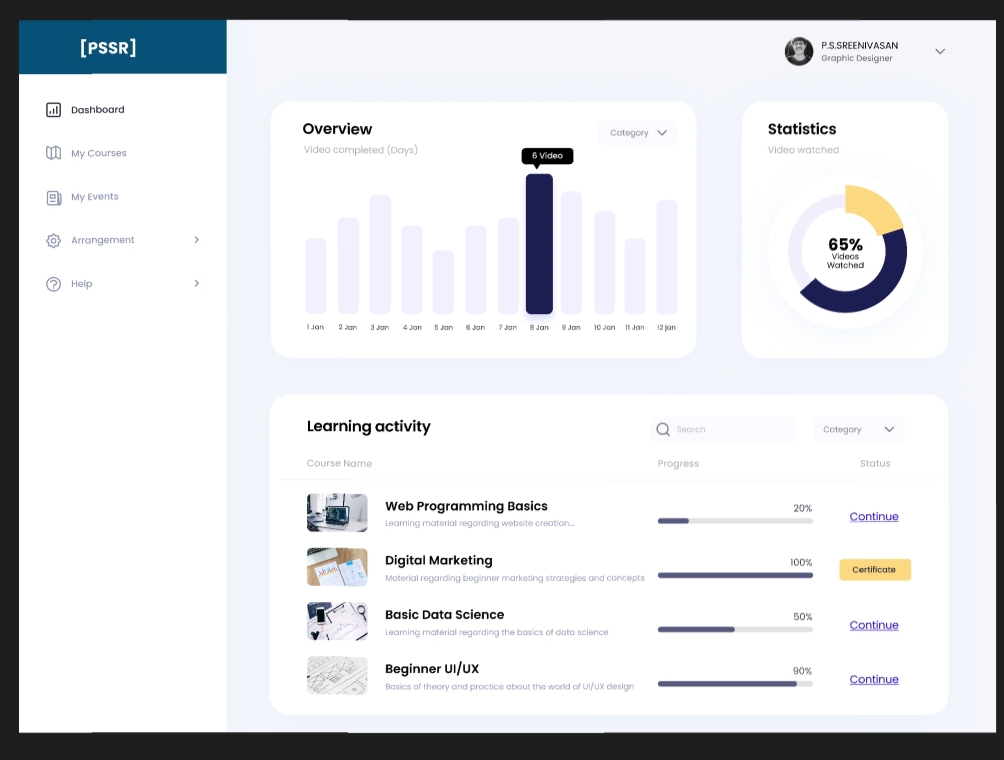 [PSSR]
P.S.SREENIVASAN
Graphic Designer
Dashboard
My Courses
My Events
Arrangement
Help
Overview
Category
Video completed (Days)
6 Video
1 Jan 2 Jan 3 Jan 4 Jan 5 Jan 6 Jan 7 Jan 8 Jan 9 Jan 10 Jan 11 Jan 12 jan
Statistics
Video watched
65%
Videos
Watched
Learning activity
Search
Category
Course Name Progress Status
Web Programming Basics
Learning material regarding website creation...
20%
Continue
Digital Marketing
Material regarding beginner marketing strategies and concepts
100%
Certificate
Basic Data Science
Learning material regarding the basics of data science
50%
Continue
Beginner UI/UX
Basics of theory and practice about the world of UI/UX design
90%
Continue